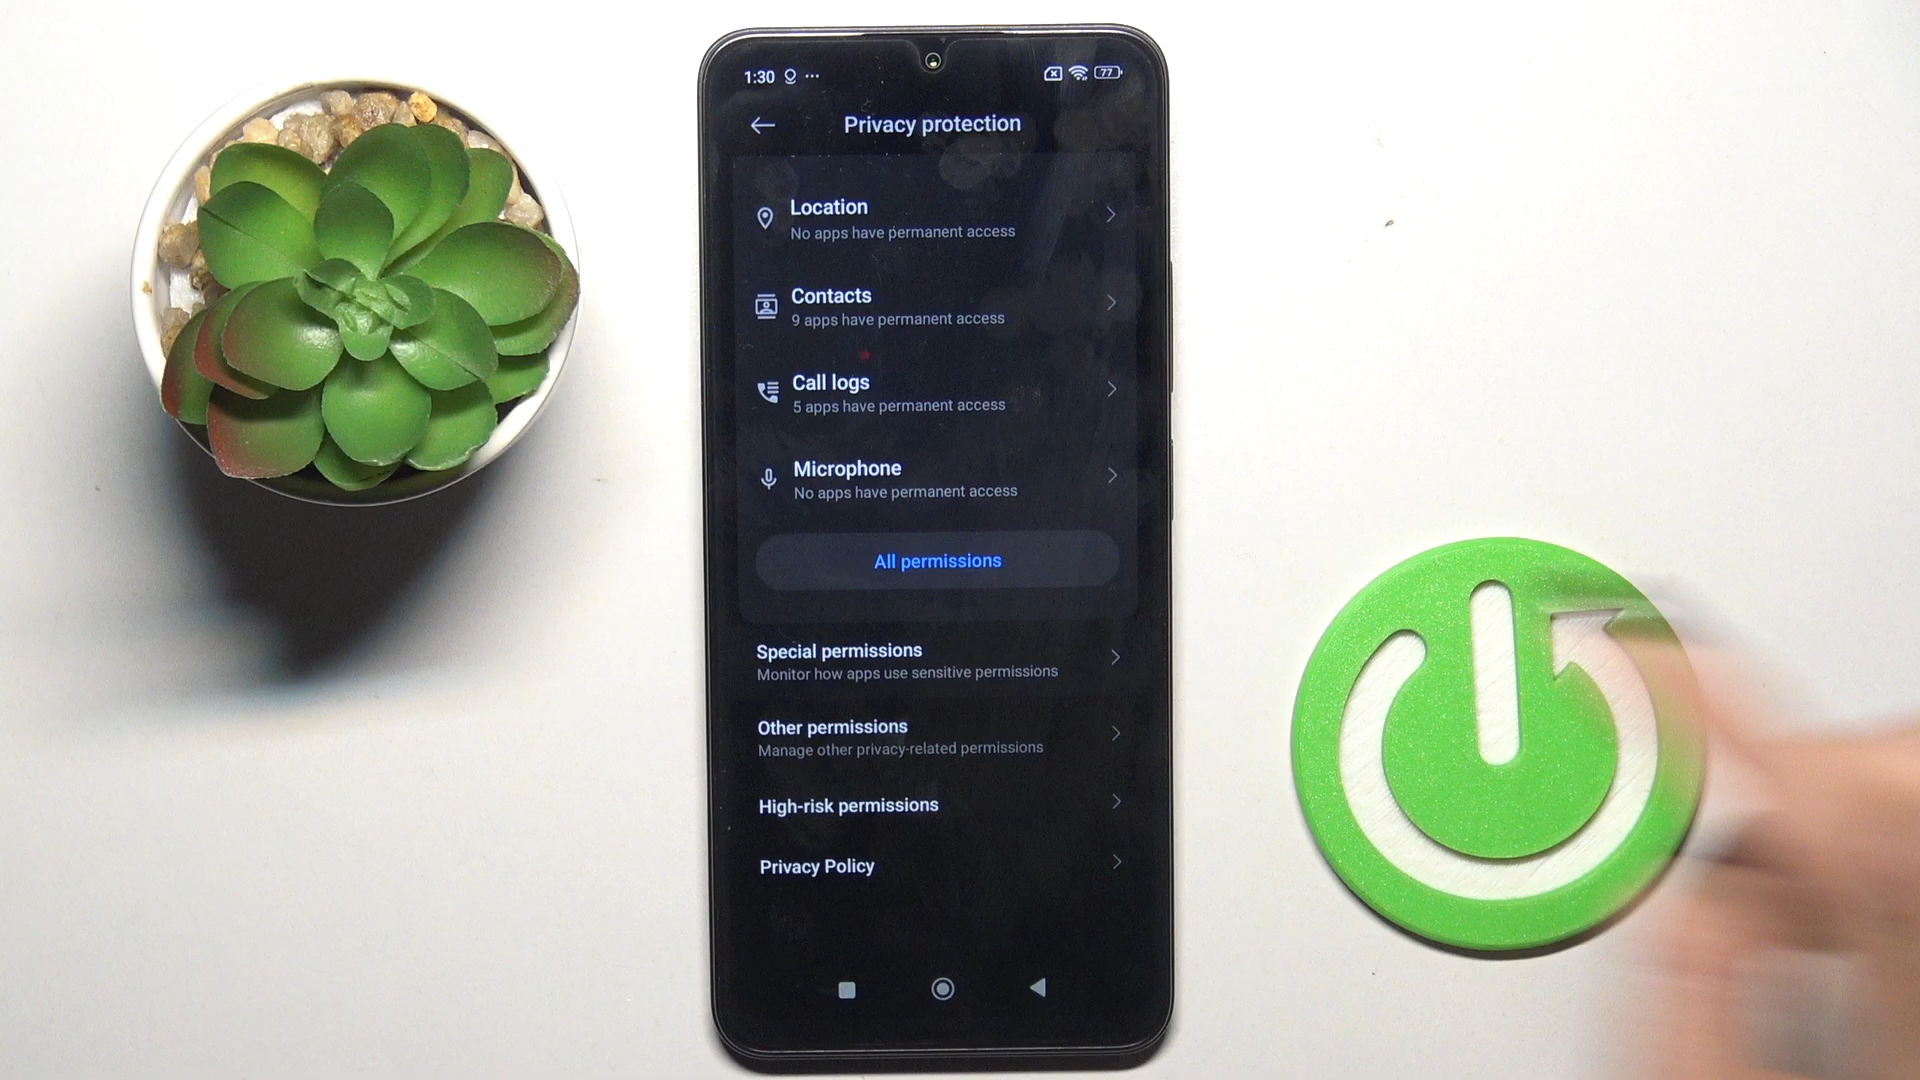 1:30 77
Privacy protection
Location
No apps have permanent access
Contacts
9 apps have permanent access
Call logs
5 apps have permanent access
Microphone
No apps have permanent access
All permissions
Special permissions
Monitor how apps use sensitive permissions
Other permissions
Manage other privacy-related permissions
High-risk permissions
Privacy Policy